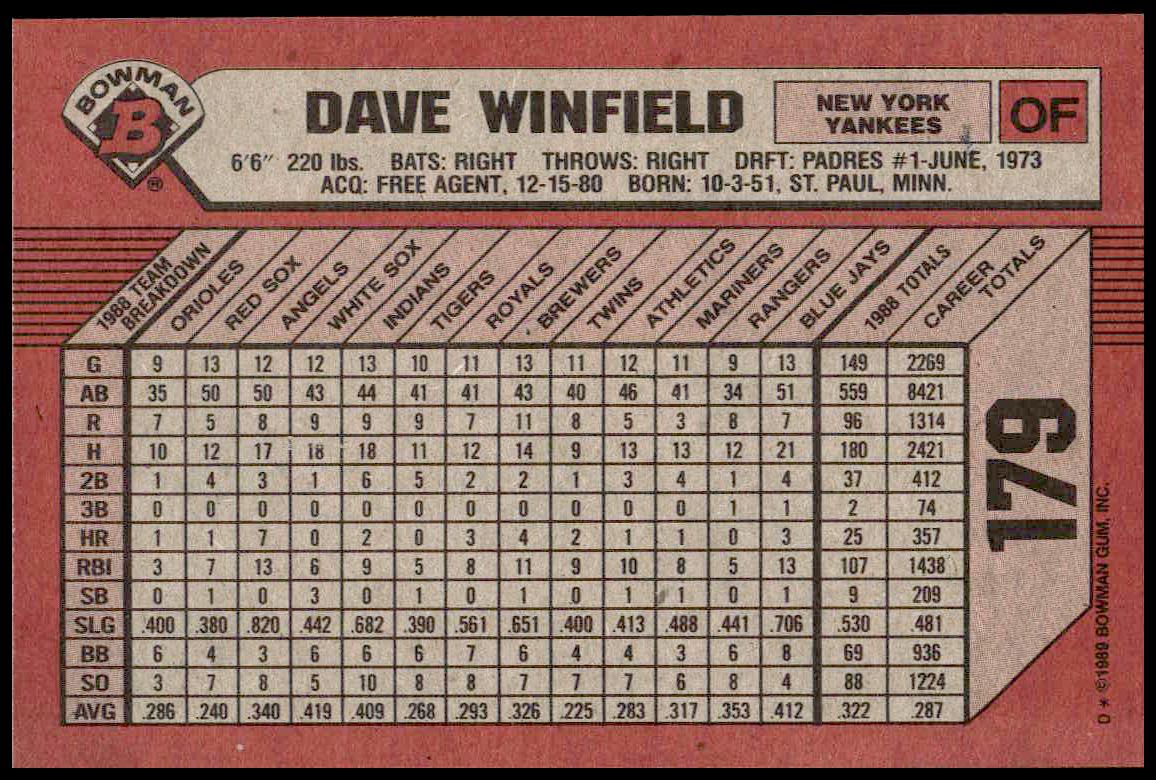 BOWMAN
B
®
DAVE WINFIELD
NEW YORK
YANKEES
OF
6'6" 220 lbs. BATS: RIGHT THROWS: RIGHT DRFT: PADRES #1-JUNE, 1973
ACQ: FREE AGENT, 12-15-80 BORN: 10-3-51, ST. PAUL, MINN.
1988 TEAM BREAKDOWN ORIOLES RED SOX ANGELS WHITE SOX INDIANS TIGERS ROYALS BREWERS TWINS ATHLETICS MARINERS RANGERS BLUE JAYS 1988 TOTALS CAREER TOTALS
G 9 13 12 12 13 10 11 13 11 12 11 9 13 149 2269
AB 35 50 50 43 44 41 41 43 40 46 41 34 51 559 8421
R 7 5 8 9 9 9 7 11 8 5 3 8 7 96 1314
H 10 12 17 18 18 11 12 14 9 13 13 12 21 180 2421
2B 1 4 3 1 6 5 2 2 1 3 4 1 4 37 412
3B 0 0 0 0 0 0 0 0 0 0 0 1 1 2 74
HR 1 1 7 0 2 0 3 4 2 1 1 0 3 25 357
RBI 3 7 13 6 9 5 8 11 9 10 8 5 13 107 1438
SB 0 1 0 3 0 1 0 1 0 1 1 0 1 9 209
SLG .400 .380 .820 .442 .682 .390 .561 .651 .400 .413 .488 .441 .706 .530 .481
BB 6 4 3 6 6 6 7 6 4 4 3 6 8 69 936
SO 3 7 8 5 10 8 8 7 7 7 6 8 4 88 1224
AVG .286 .240 .340 .419 .409 .268 .293 .326 .225 .283 .317 .353 .412 .322 .287
179
D * ©1989 BOWMAN GUM, INC.